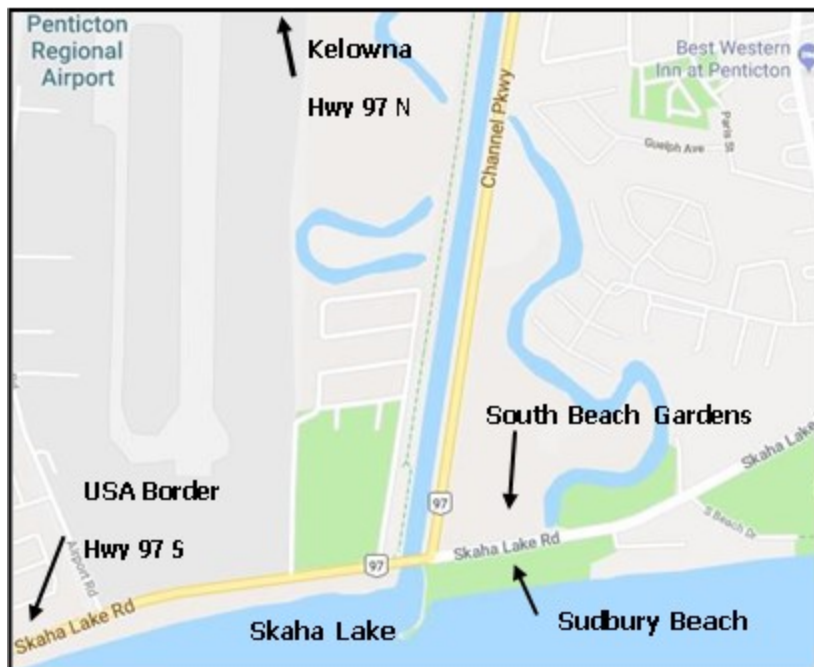 Penticton
Regional
Airport
Kelowna
Hwy 97 N
Channel Pkwy
Best Western
Inn at Penticton
Paris St
Guelph Ave
South Beach Gardens
Skaha Lake
USA Border
Hwy 97 S
97
S Beach Dr
Airport Rd
97
Skaha Lake Rd
Skaha Lake Rd
Skaha Lake
Sudbury Beach